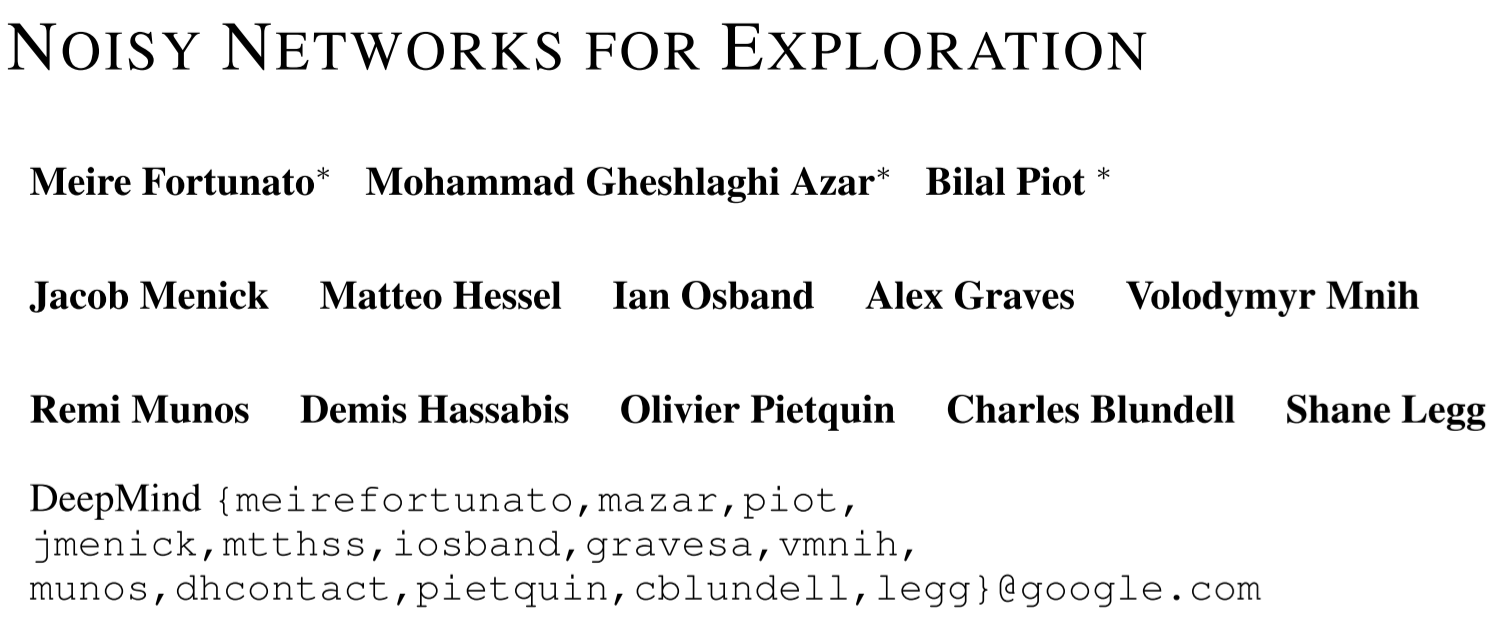 NOISY NETWORKS FOR EXPLORATION
Meire Fortunato* Mohammad Gheshlaghi Azar* Bilal Piot *
Jacob Menick Matteo Hessel Ian Osband Alex Graves Volodymyr Mnih
Remi Munos Demis Hassabis Olivier Pietquin Charles Blundell Shane Legg
DeepMind {meirefortunato,mazar,piot,
jmenick,mtthss,iosband,gravesa,vmnih,
munos,dhcontact,pietquin,cblundell,legg}@google.com